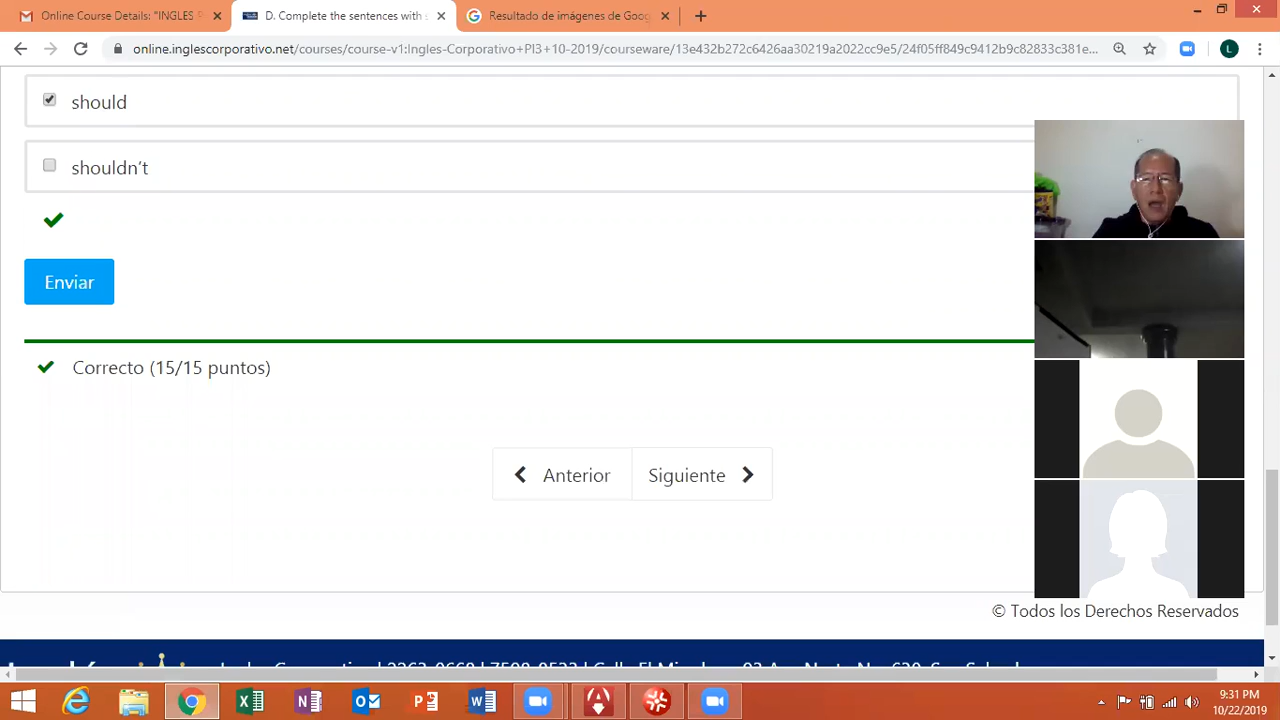 Online Course Details: "INGLES P
D. Complete the sentences with s
Resultado de imágenes de Goog
online.inglescorporativo.net/courses/course-v1:Ingles-Corporativo+PI3+10-2019/courseware/13e432b272c6426aa30219a2022cc9e5/24f05ff849c9412b9c82833c381e...
L
should
shouldn't
Enviar
Correcto (15/15 puntos)
Anterior
Siguiente
© Todos los Derechos Reservados
9:31 PM
10/22/2019